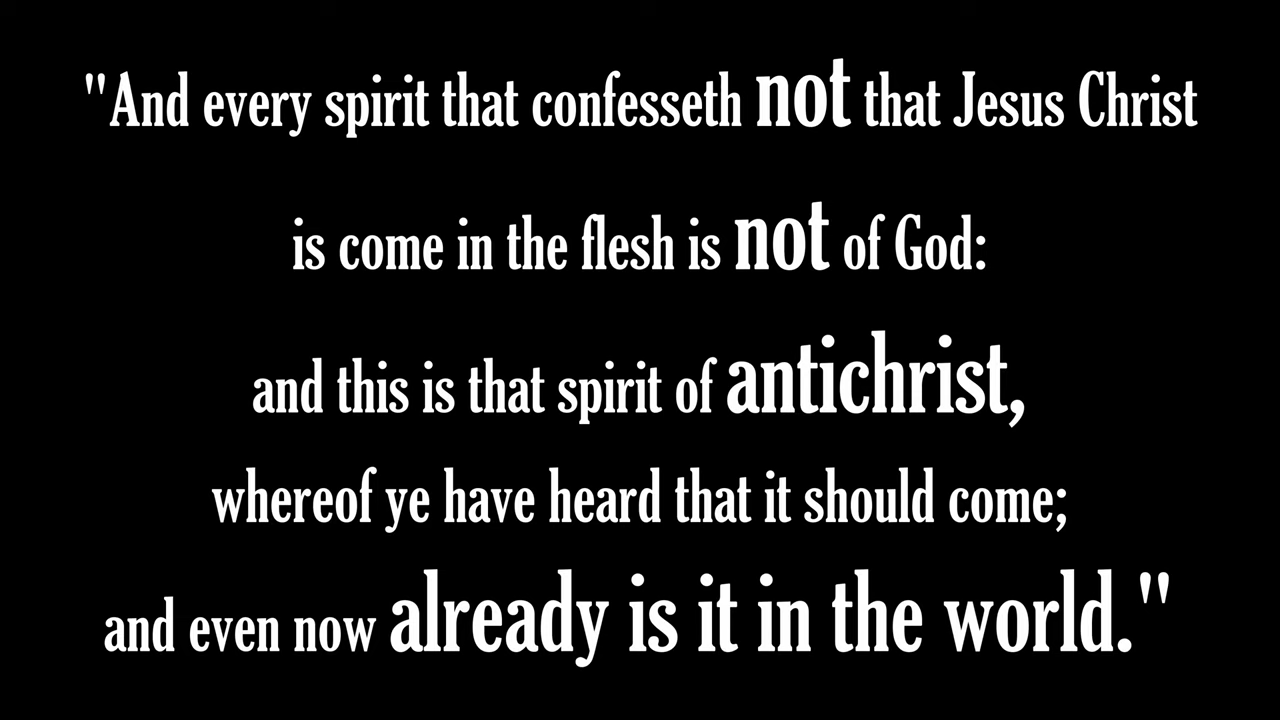 "And every spirit that confesseth not that Jesus Christ
is come in the flesh is not of God:
and this is that spirit of antichrist,
whereof ye have heard that it should come;
and even now already is it in the world."